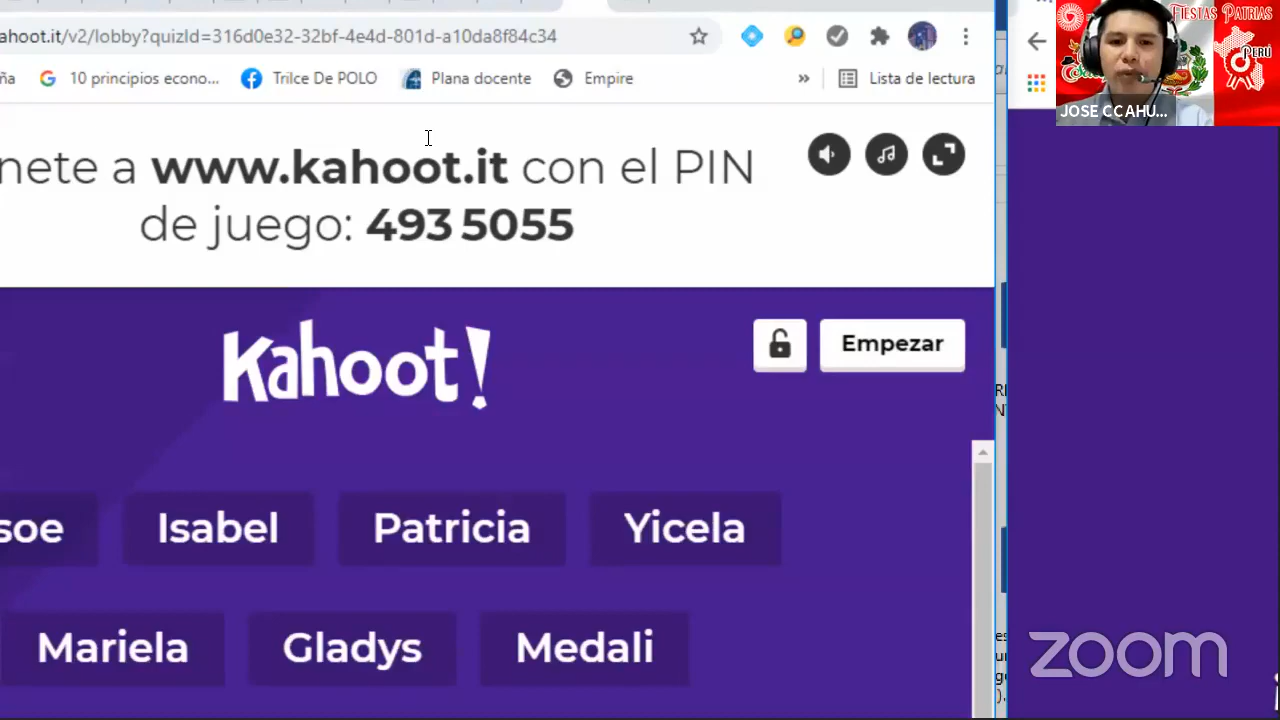 ahoot.it/v2/lobby?quizId=316d0e32-32bf-4e4d-801d-a10da8f84c34
ña
10 principios econo...
Trilce De POLO
Plana docente
Empire
»
Lista de lectura
FIESTAS PATRIAS
PERÚ
JOSE CCAHU...
nete a www.kahoot.it con el PIN
de juego: 493 5055
Kahoot!
Empezar
soe
Isabel
Patricia
Yicela
Mariela
Gladys
Medali
zoom